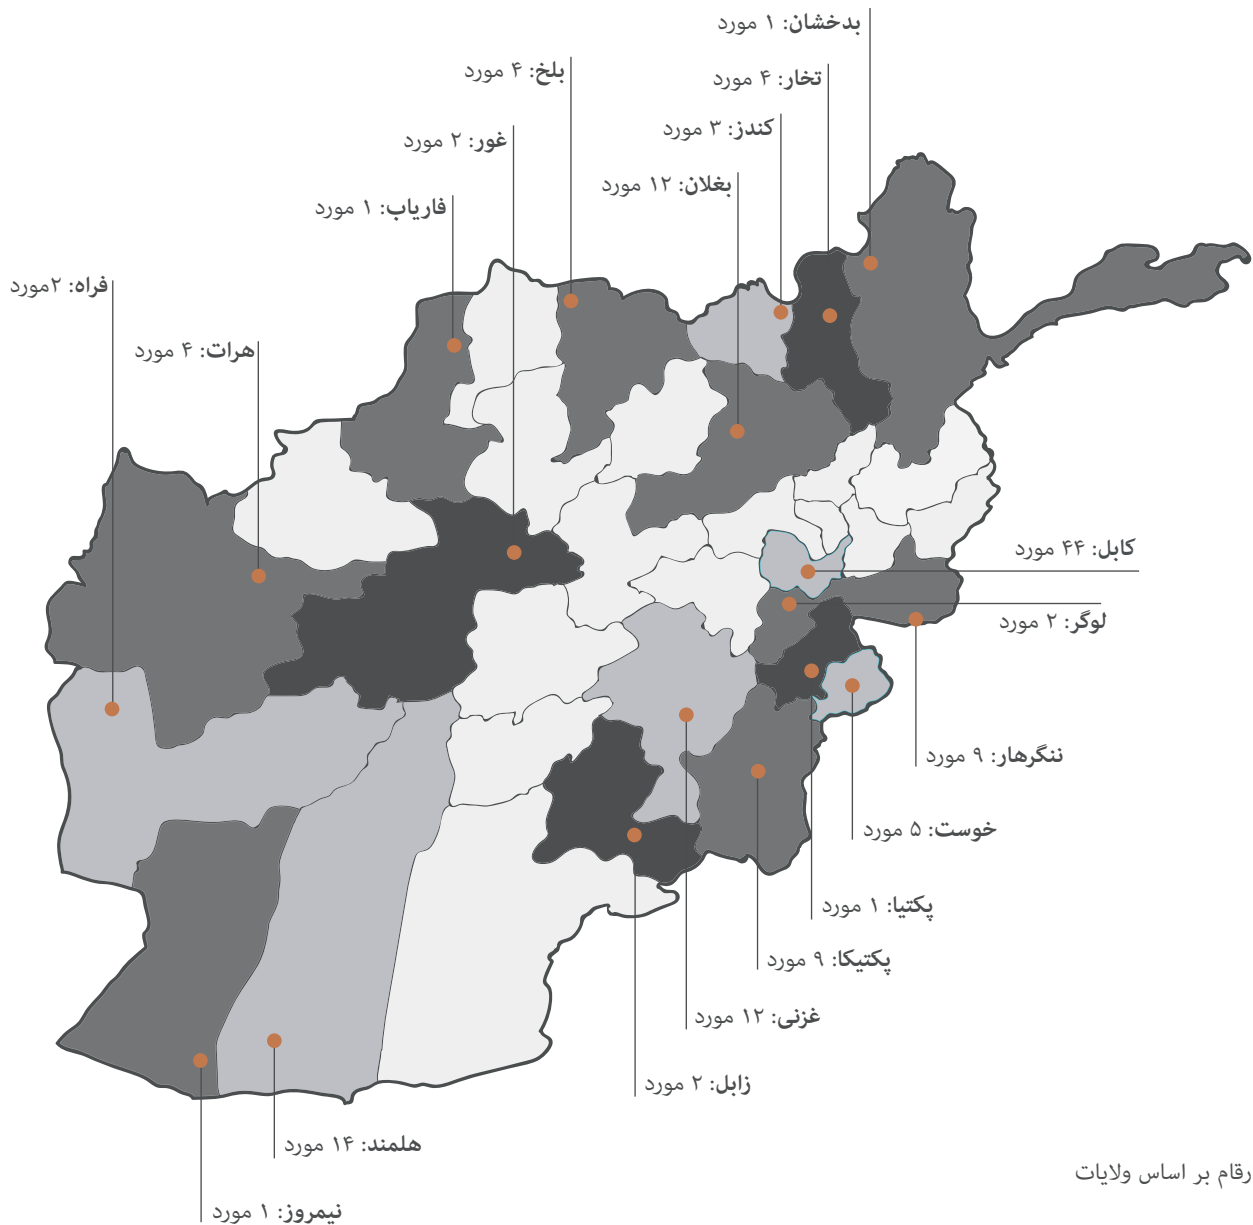 بدخشان: ۱ مورد
تخار: ۴ مورد
بلخ: ۴ مورد
کندز: ۳ مورد
غور: ۲ مورد
بغلان: ۱۲ مورد
فاریاب: ۱ مورد
فراه: ۲مورد
هرات: ۴ مورد
کابل: ۴۴ مورد
لوگر: ۲ مورد
ننگرهار: ۹ مورد
خوست: ۵ مورد
پکتیا: ۱ مورد
پکتیکا: ۹ مورد
غزنی: ۱۲ مورد
زابل: ۲ مورد
هلمند: ۱۴ مورد
رقام بر اساس ولایات
نیمروز: ۱ مورد